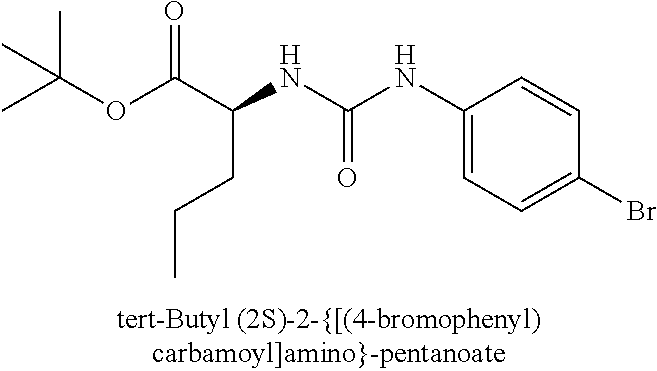 O
H
N
H
N
O
O
Br
tert-Butyl (2S)-2-{[(4-bromophenyl)
carbamoyl]amino}-pentanoate